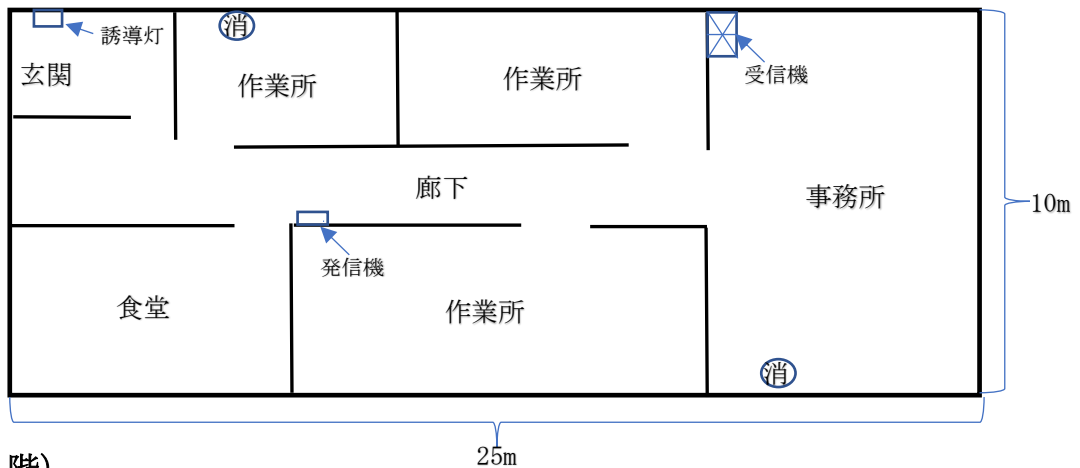 誘導灯
消
玄関
作業所
作業所
受信機
廊下
事務所
10m
発信機
食堂
作業所
消
25m
階)